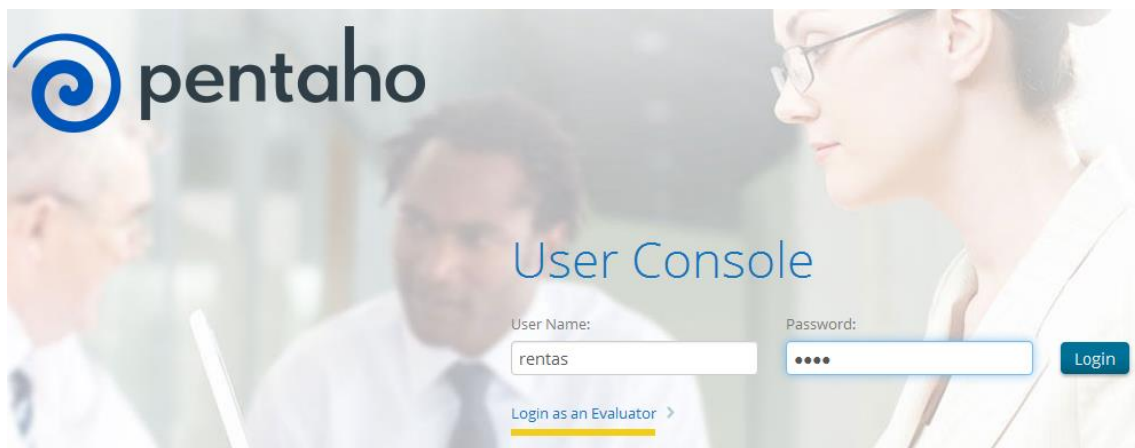 pentaho
User Console
User Name:
Password:
rentas
••••
Login
Login as an Evaluator >